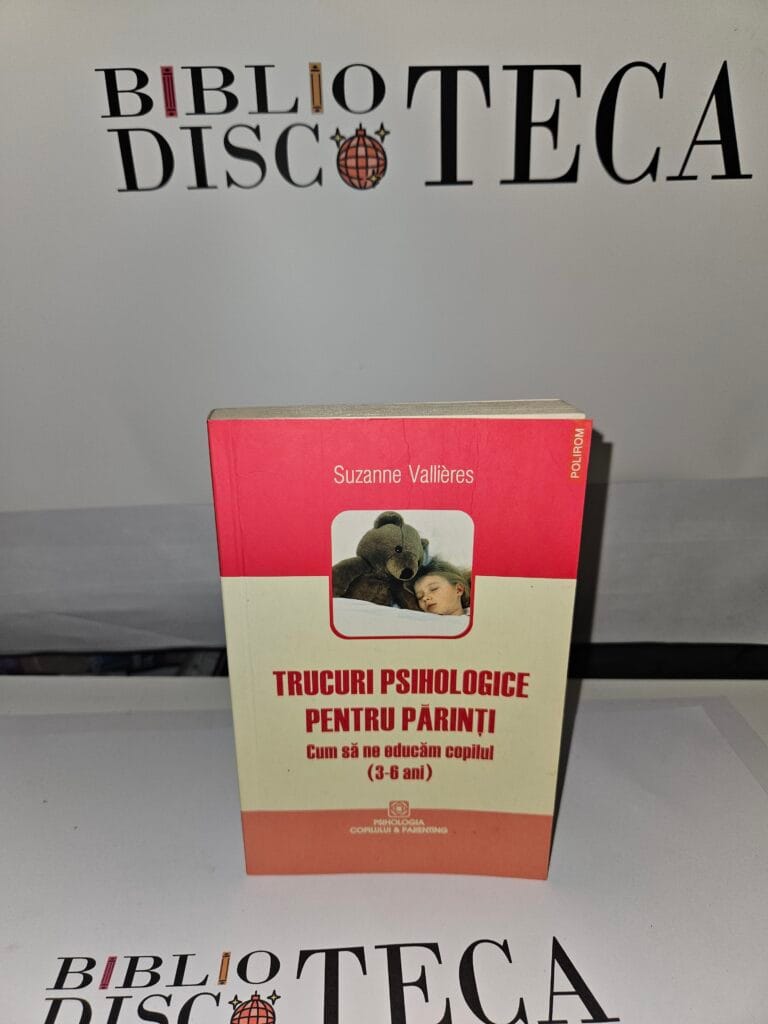 BIBLIO
DISCOTECA
Suzanne Vallières
POLIROM
TRUCURI PSIHOLOGICE
PENTRU PĂRINȚI
Cum să ne educăm copilul
(3-6 ani)
PSIHOLOGIA
COPILULUI & PARENTING
BIBLIO
DISCOTECA